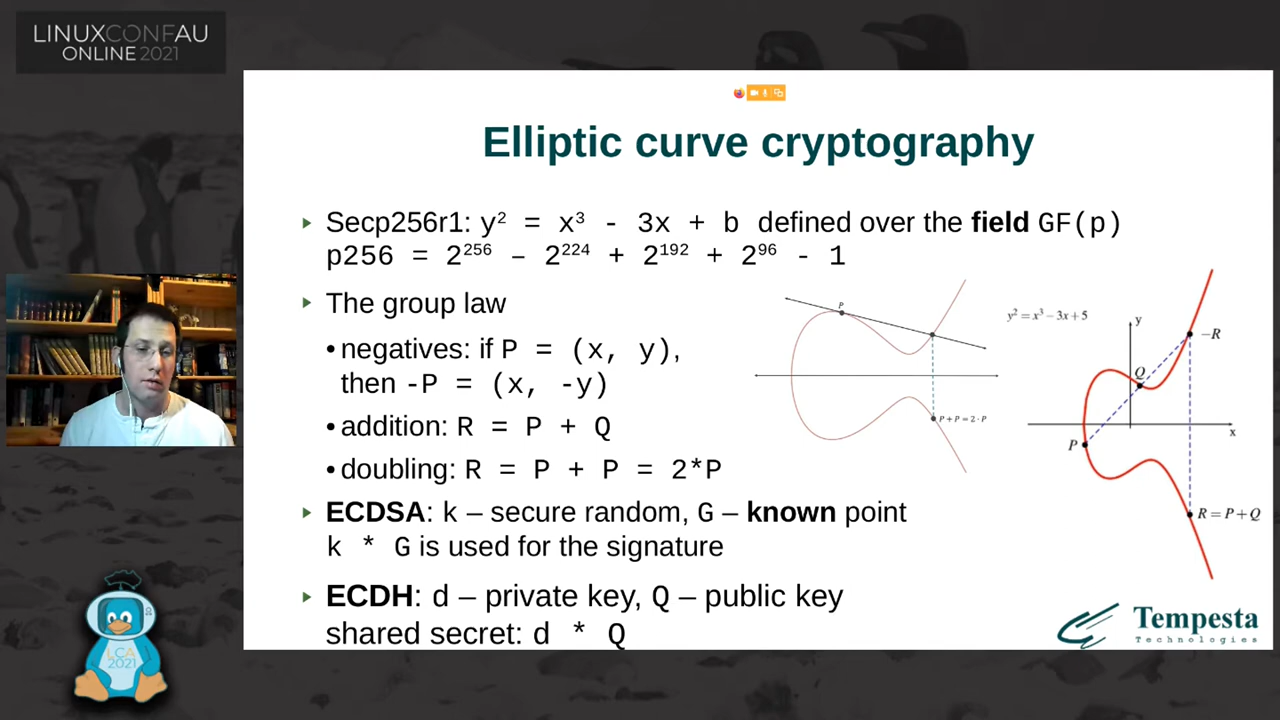 LINUXCONFAU
ONLINE 2021
Elliptic curve cryptography
Secp256r1: y² = x³ - 3x + b defined over the field GF(p)
p256 = 2²⁵⁶ – 2²²⁴ + 2¹⁹² + 2⁹⁶ - 1
The group law
•negatives: if P = (x, y),
then -P = (x, -y)
•addition: R = P + Q
•doubling: R = P + P = 2*P
ECDSA: k – secure random, G – known point
k * G is used for the signature
ECDH: d – private key, Q – public key
shared secret: d * Q
P
P + P = 2 · P
y² = x³ – 3x + 5
y
–R
Q
x
P
R = P + Q
Tempesta
Technologies
LCA
2021